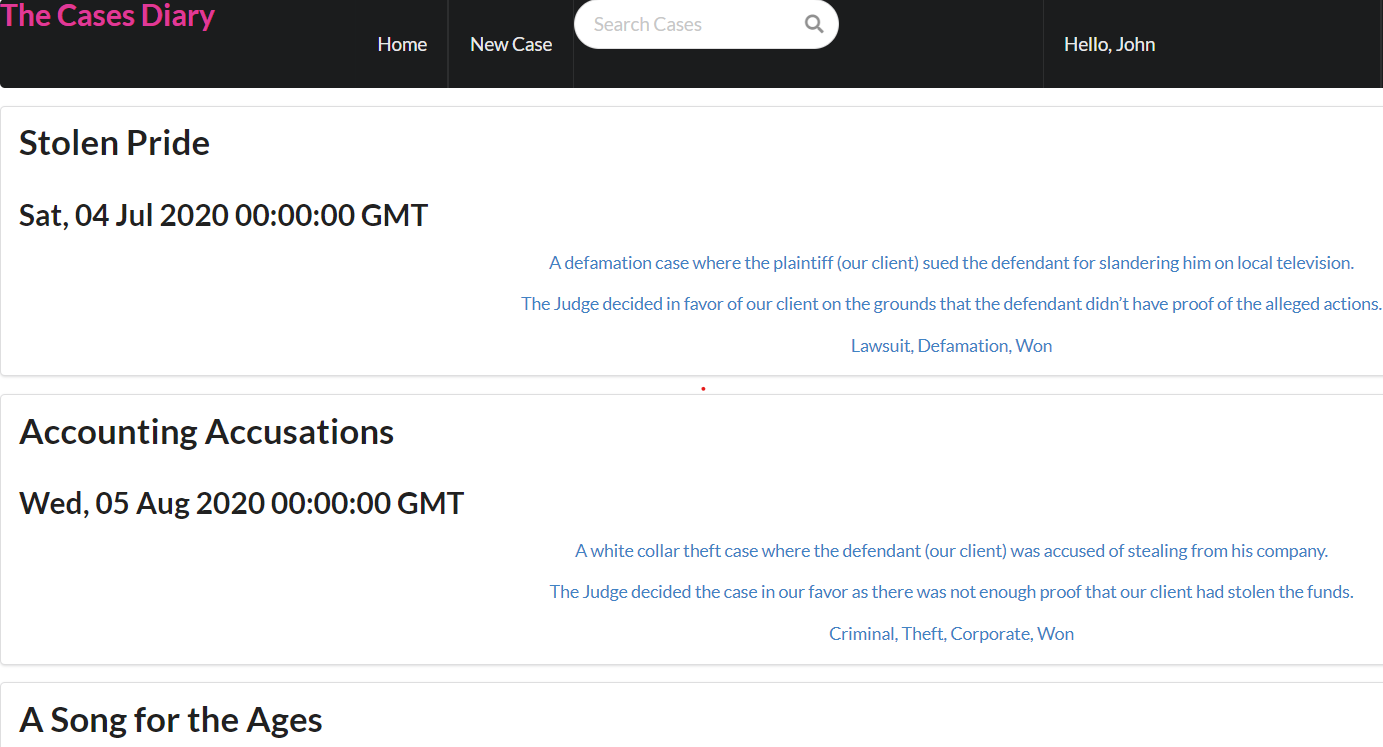 The Cases Diary
Home
New Case
Search Cases
Hello, John
Stolen Pride
Sat, 04 Jul 2020 00:00:00 GMT
A defamation case where the plaintiff (our client) sued the defendant for slandering him on local television.
The Judge decided in favor of our client on the grounds that the defendant didn’t have proof of the alleged actions.
Lawsuit, Defamation, Won
Accounting Accusations
Wed, 05 Aug 2020 00:00:00 GMT
A white collar theft case where the defendant (our client) was accused of stealing from his company.
The Judge decided the case in our favor as there was not enough proof that our client had stolen the funds.
Criminal, Theft, Corporate, Won
A Song for the Ages